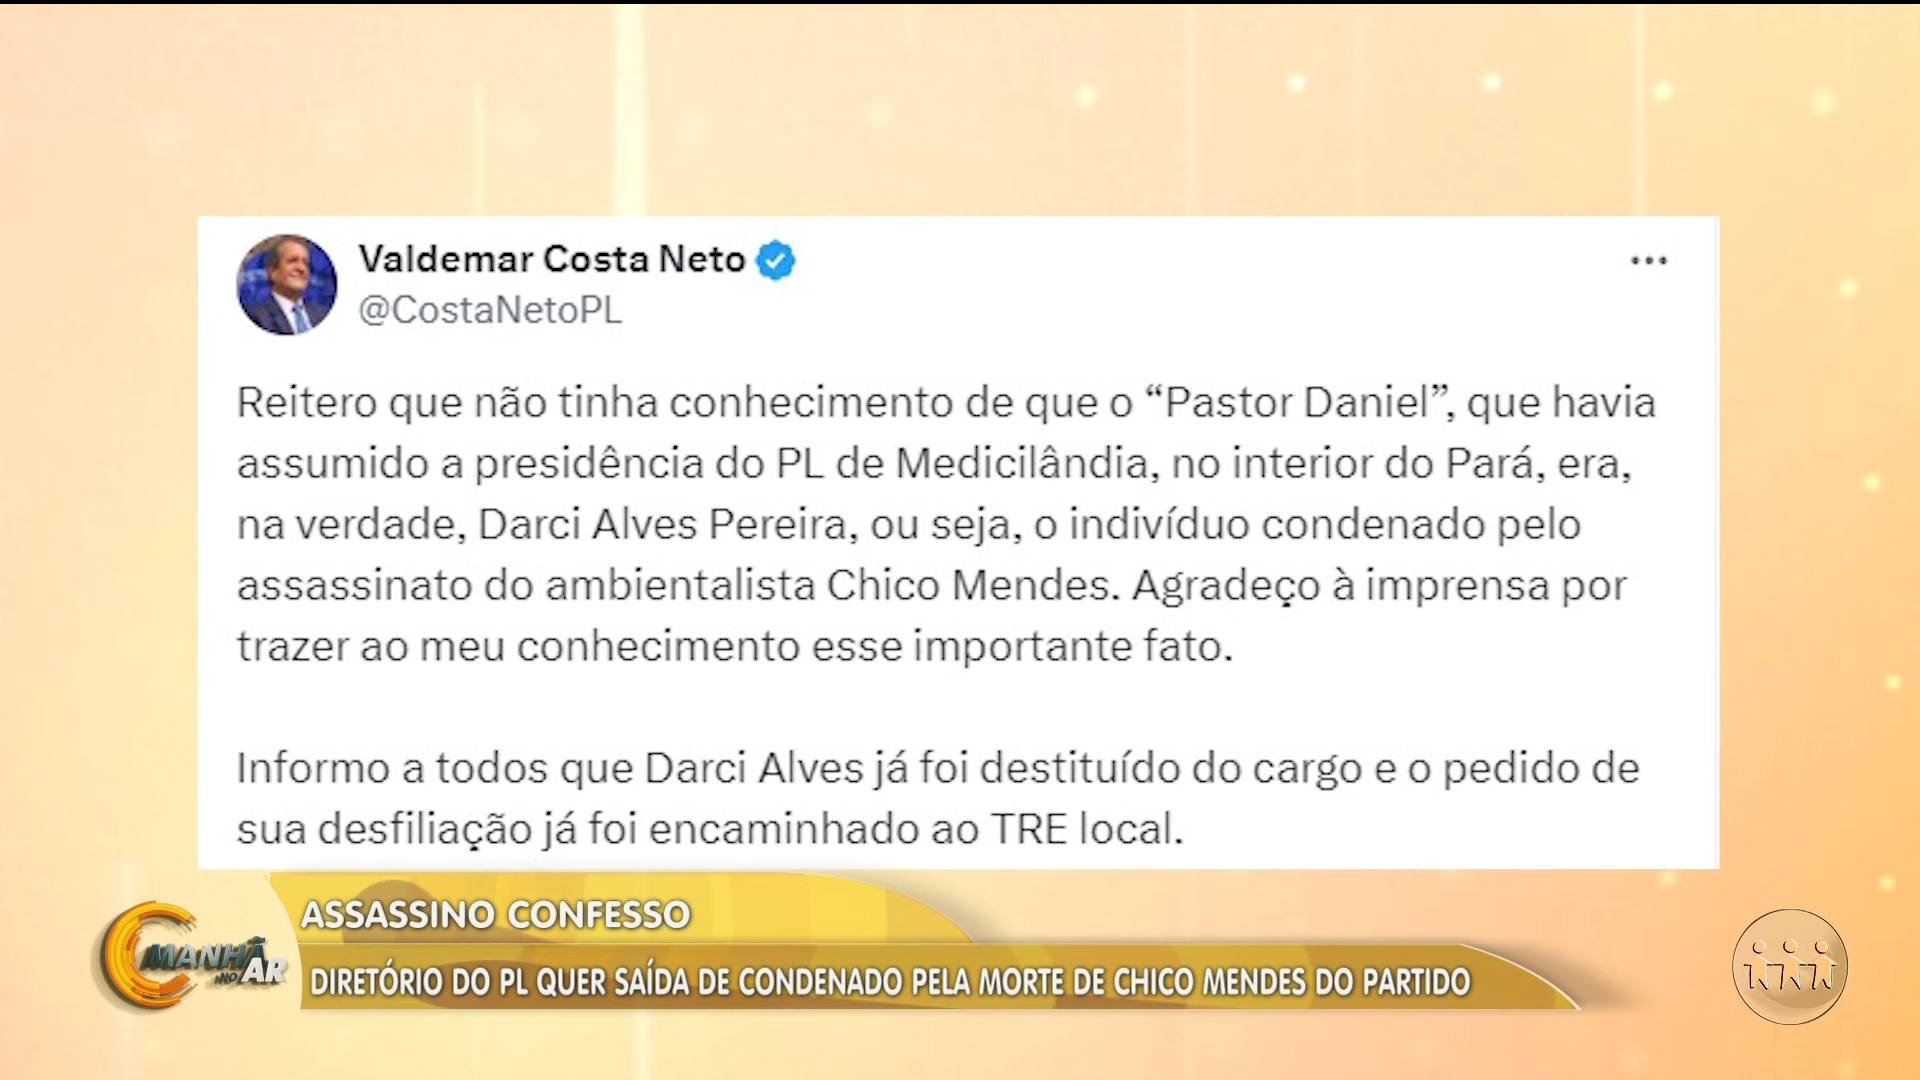 Valdemar Costa Neto
@CostaNetoPL
Reitero que não tinha conhecimento de que o “Pastor Daniel”, que havia
assumido a presidência do PL de Medicilândia, no interior do Pará, era,
na verdade, Darci Alves Pereira, ou seja, o indivíduo condenado pelo
assassinato do ambientalista Chico Mendes. Agradeço à imprensa por
trazer ao meu conhecimento esse importante fato.
Informo a todos que Darci Alves já foi destituído do cargo e o pedido de
sua desfiliação já foi encaminhado ao TRE local.
ASSASSINO CONFESSO
MANHÃ
NO AR
DIRETÓRIO DO PL QUER SAÍDA DE CONDENADO PELA MORTE DE CHICO MENDES DO PARTIDO